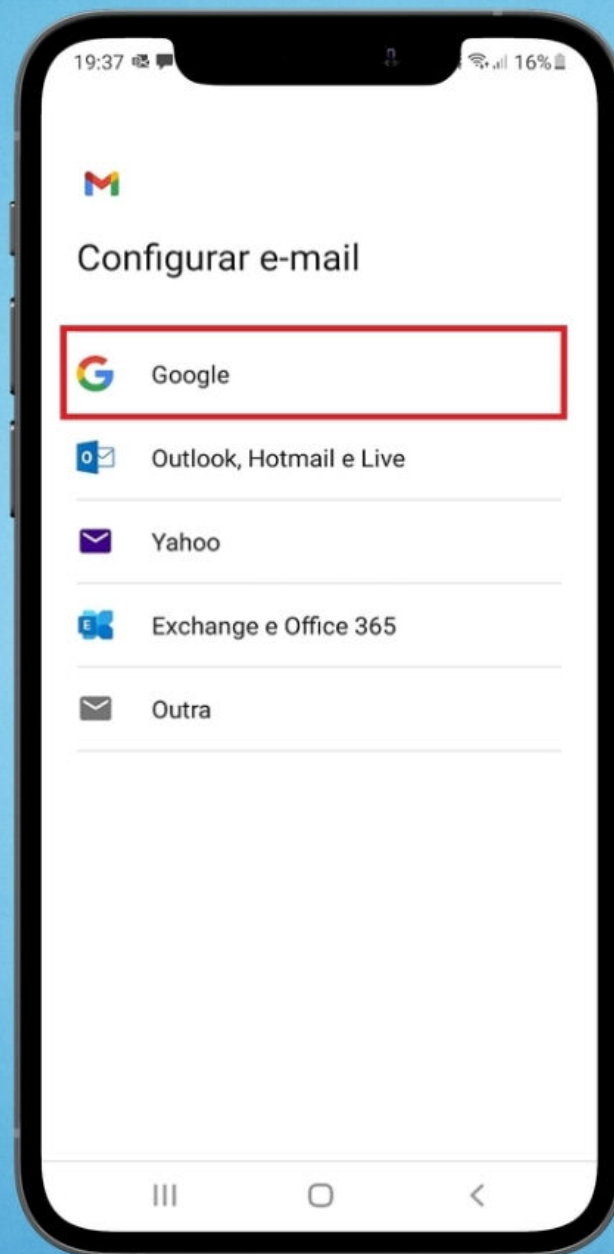 19:37
16%
Configurar e-mail
Google
Outlook, Hotmail e Live
Yahoo
Exchange e Office 365
Outra